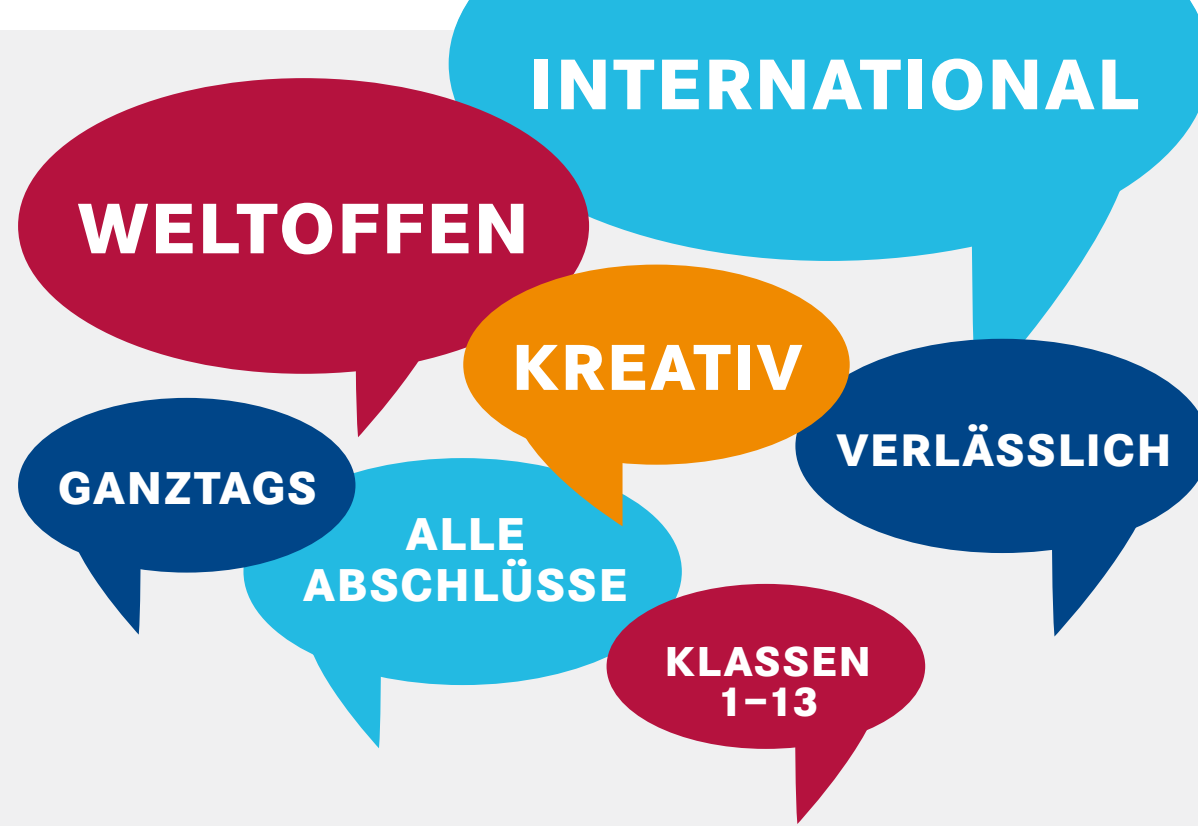 INTERNATIONAL
WELTOFFEN
KREATIV
VERLÄSSLICH
GANZTAGS
ALLE
ABSCHLÜSSE
KLASSEN
1–13